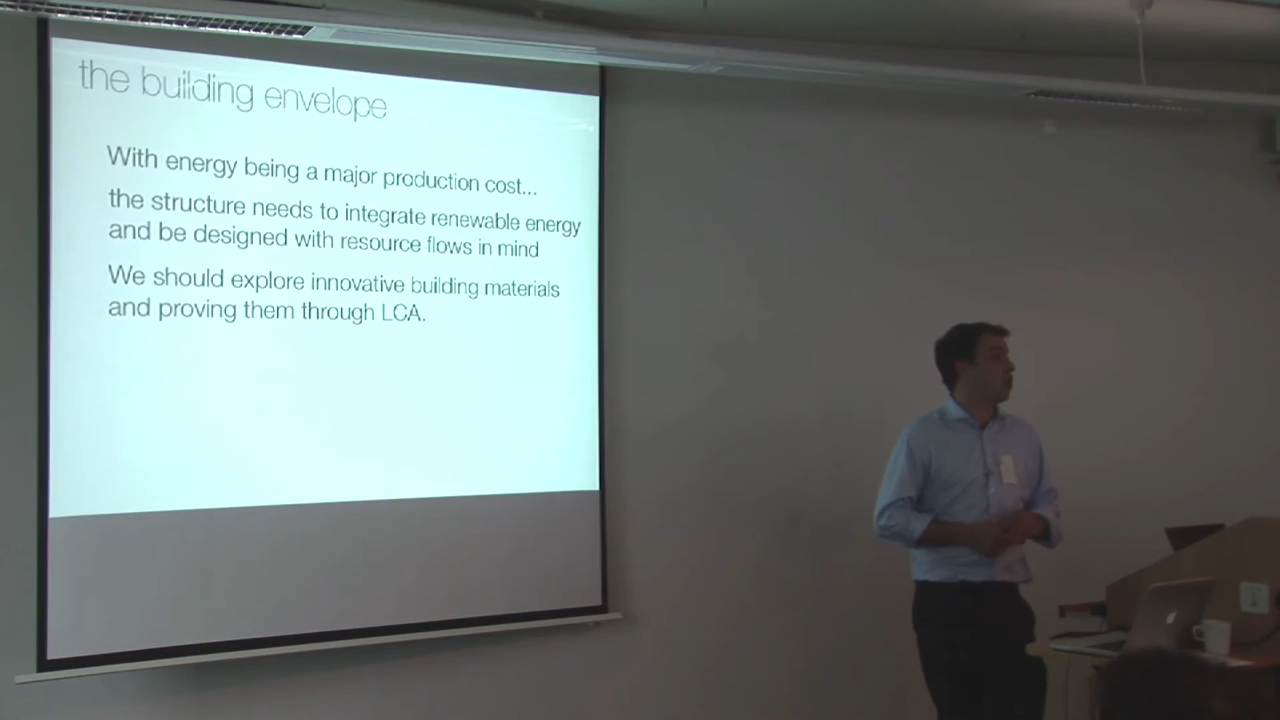 the building envelope
With energy being a major production cost...
the structure needs to integrate renewable energy
and be designed with resource flows in mind
We should explore innovative building materials
and proving them through LCA.